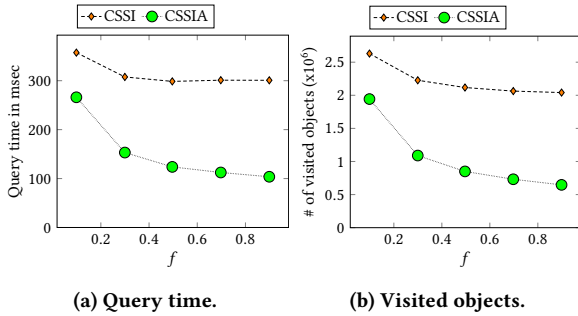 CSSI CSSIA
Query time in msec
300
200
100
0
0.2 0.4 0.6 0.8
f
(a) Query time.
CSSI CSSIA
# of visited objects (x10⁶)
2.5
2
1.5
1
0.5
0
0.2 0.4 0.6 0.8
f
(b) Visited objects.